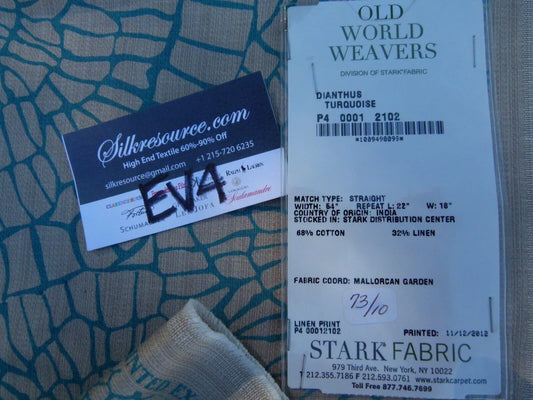 Silkresource.com
High End Textile 60%-90% Off
silkresource@gmail.com +1 215-720 6235
RALPH LAUREN
Scalamandre
EV4
OLD
WORLD
WEAVERS
DIVISION OF STARK FABRIC
DIANTHUS
TURQUOISE
P4 0001 2102
MATCH TYPE: STRAIGHT
WIDTH: 54" REPEAT L: 22" W: 18"
COUNTRY OF ORIGIN: INDIA
STOCKED IN: STARK DISTRIBUTION CENTER
68% COTTON 32% LINEN
FABRIC COORD: MALLORCAN GARDEN
73/10
LINEN PRINT
P4 00012102 PRINTED: 11/12/2012
STARK FABRIC
979 Third Ave. New York, NY 10022
T 212.355.7186 F 212.593.0761 www.starkcarpet.com
Toll Free 877.746.7699